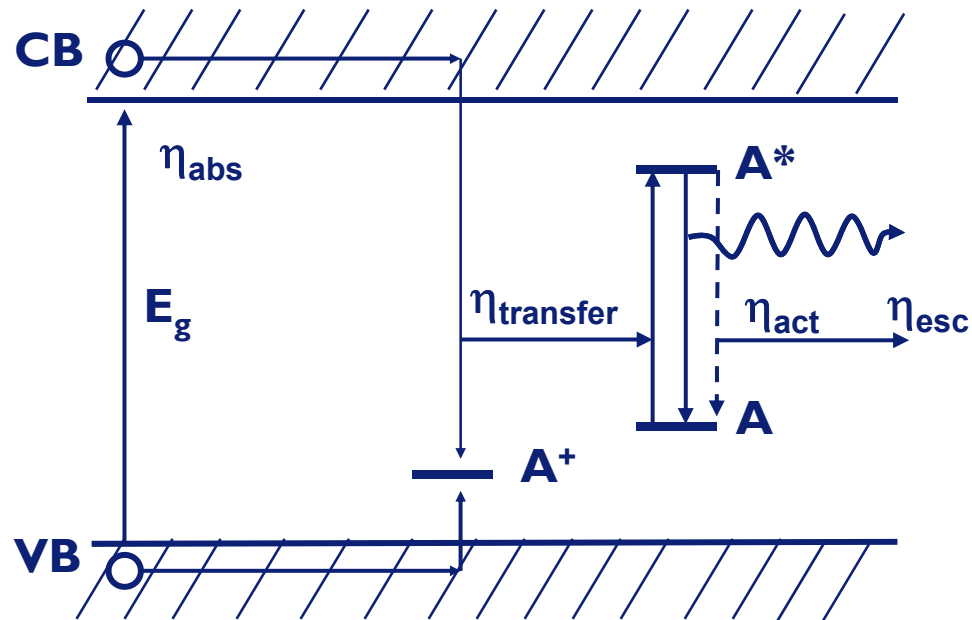 CB
η_abs
A*
E_g
η_transfer
η_act
η_esc
A
A⁺
VB